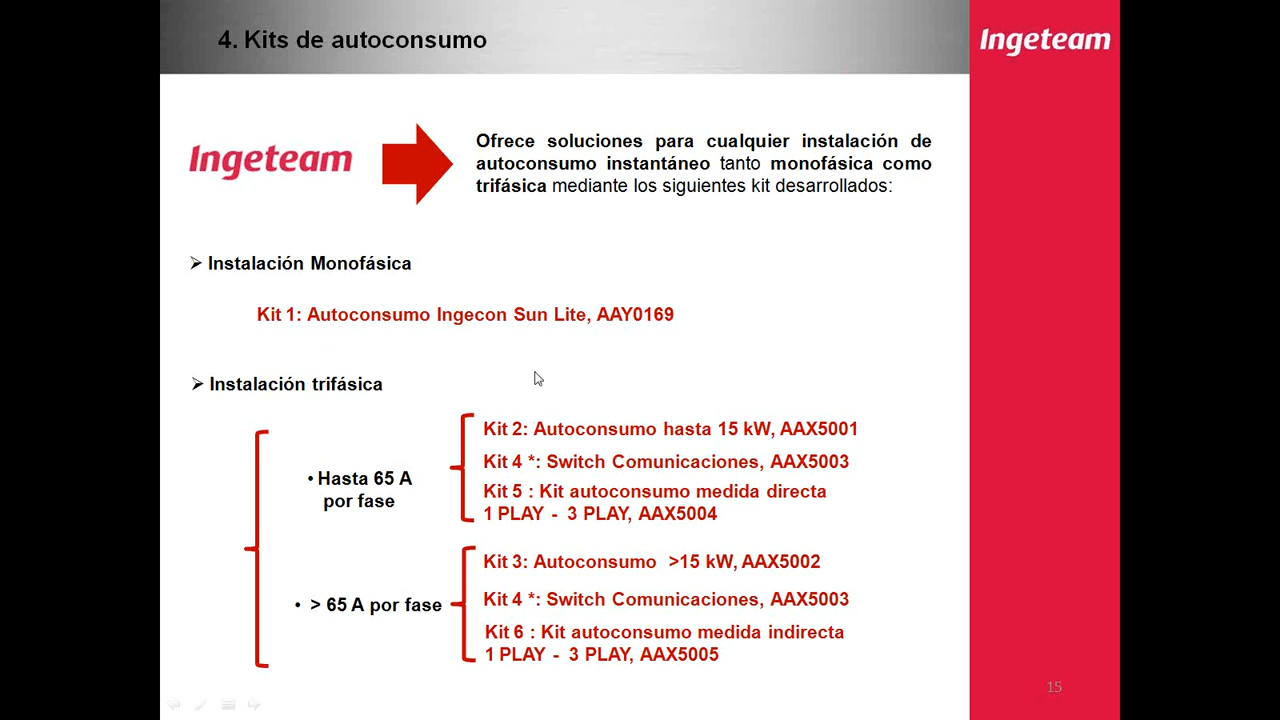 4. Kits de autoconsumo
Ingeteam
Ingeteam
Ofrece soluciones para cualquier instalación de
autoconsumo instantáneo tanto monofásica como
trifásica mediante los siguientes kit desarrollados:
➢ Instalación Monofásica
Kit 1: Autoconsumo Ingecon Sun Lite, AAY0169
➢ Instalación trifásica
• Hasta 65 A
por fase
Kit 2: Autoconsumo hasta 15 kW, AAX5001
Kit 4 *: Switch Comunicaciones, AAX5003
Kit 5 : Kit autoconsumo medida directa
1 PLAY - 3 PLAY, AAX5004
• > 65 A por fase
Kit 3: Autoconsumo >15 kW, AAX5002
Kit 4 *: Switch Comunicaciones, AAX5003
Kit 6 : Kit autoconsumo medida indirecta
1 PLAY - 3 PLAY, AAX5005
15